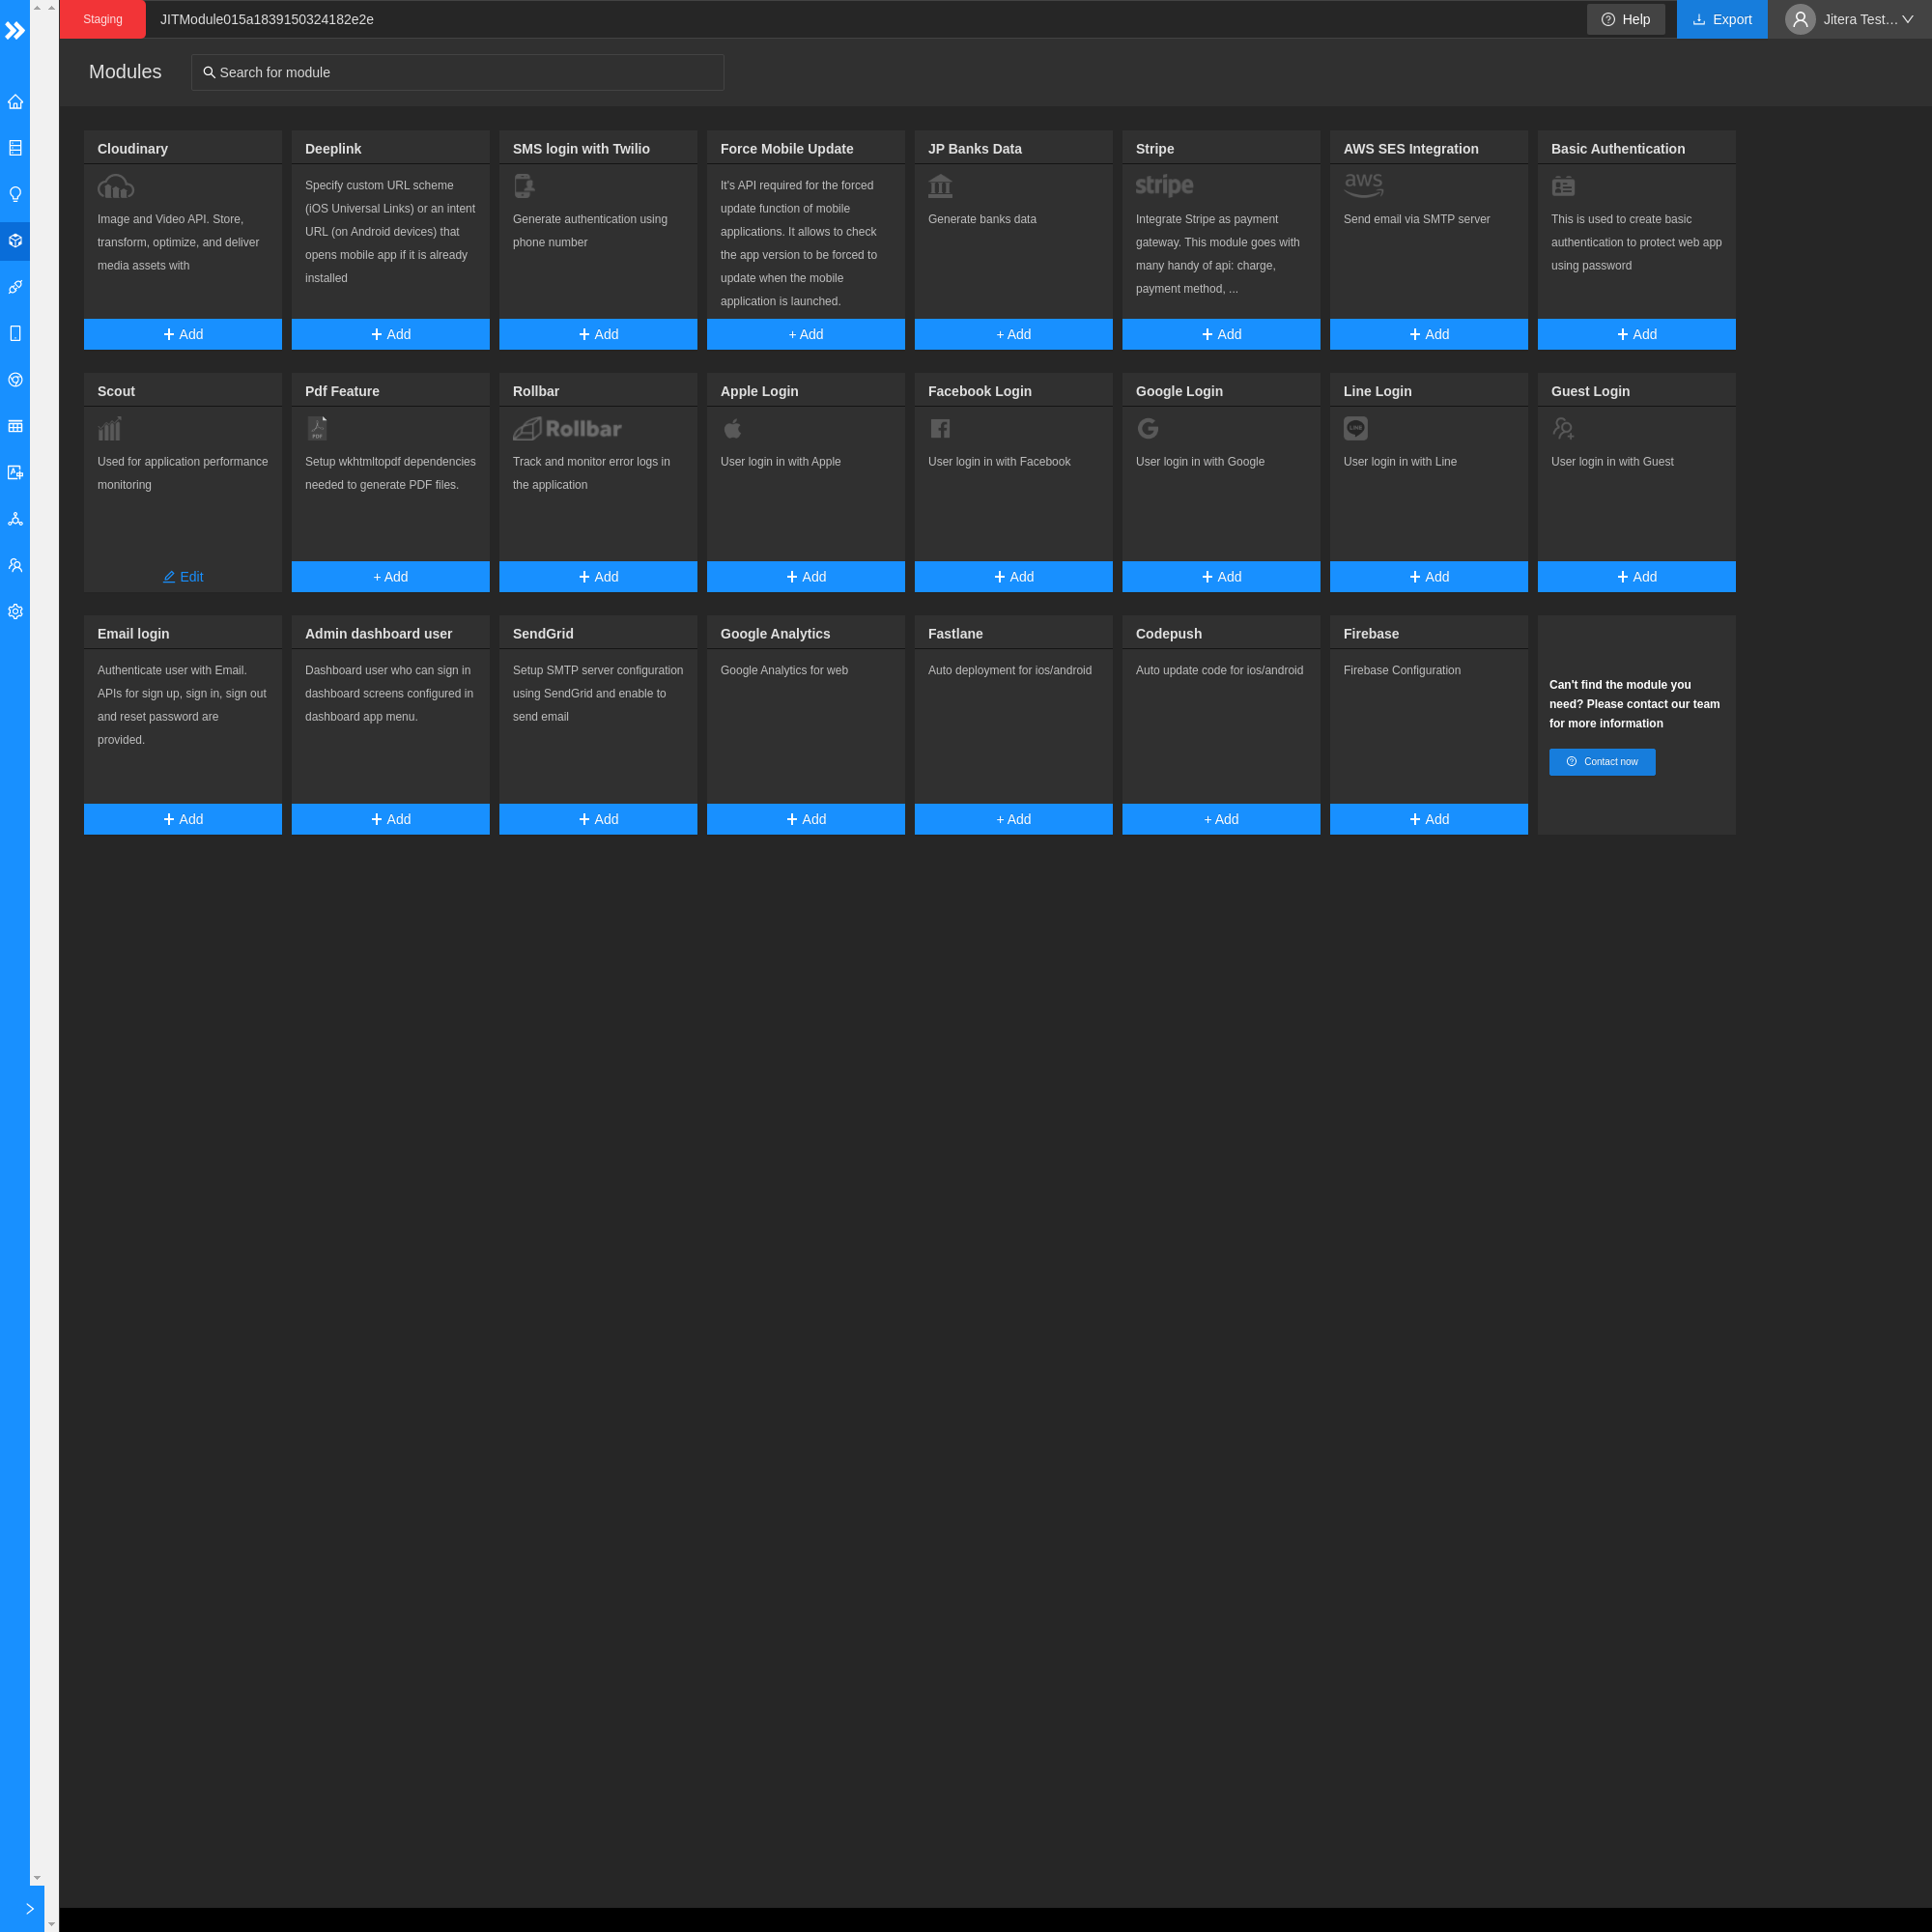 Staging
JITModule015a1839150324182e2e
Help
Export
Jitera Test…
Modules
Search for module
Cloudinary
Image and Video API. Store,
transform, optimize, and deliver
media assets with
+ Add
Deeplink
Specify custom URL scheme
(iOS Universal Links) or an intent
URL (on Android devices) that
opens mobile app if it is already
installed
+ Add
SMS login with Twilio
Generate authentication using
phone number
+ Add
Force Mobile Update
It's API required for the forced
update function of mobile
applications. It allows to check
the app version to be forced to
update when the mobile
application is launched.
+ Add
JP Banks Data
Generate banks data
+ Add
Stripe
stripe
Integrate Stripe as payment
gateway. This module goes with
many handy of api: charge,
payment method, ...
+ Add
AWS SES Integration
aws
Send email via SMTP server
+ Add
Basic Authentication
This is used to create basic
authentication to protect web app
using password
+ Add
Scout
Used for application performance
monitoring
Edit
Pdf Feature
PDF
Setup wkhtmltopdf dependencies
needed to generate PDF files.
+ Add
Rollbar
Rollbar
Track and monitor error logs in
the application
+ Add
Apple Login
User login in with Apple
+ Add
Facebook Login
User login in with Facebook
+ Add
Google Login
User login in with Google
+ Add
Line Login
LINE
User login in with Line
+ Add
Guest Login
User login in with Guest
+ Add
Email login
Authenticate user with Email.
APIs for sign up, sign in, sign out
and reset password are
provided.
+ Add
Admin dashboard user
Dashboard user who can sign in
dashboard screens configured in
dashboard app menu.
+ Add
SendGrid
Setup SMTP server configuration
using SendGrid and enable to
send email
+ Add
Google Analytics
Google Analytics for web
+ Add
Fastlane
Auto deployment for ios/android
+ Add
Codepush
Auto update code for ios/android
+ Add
Firebase
Firebase Configuration
+ Add
Can't find the module you
need? Please contact our team
for more information
Contact now